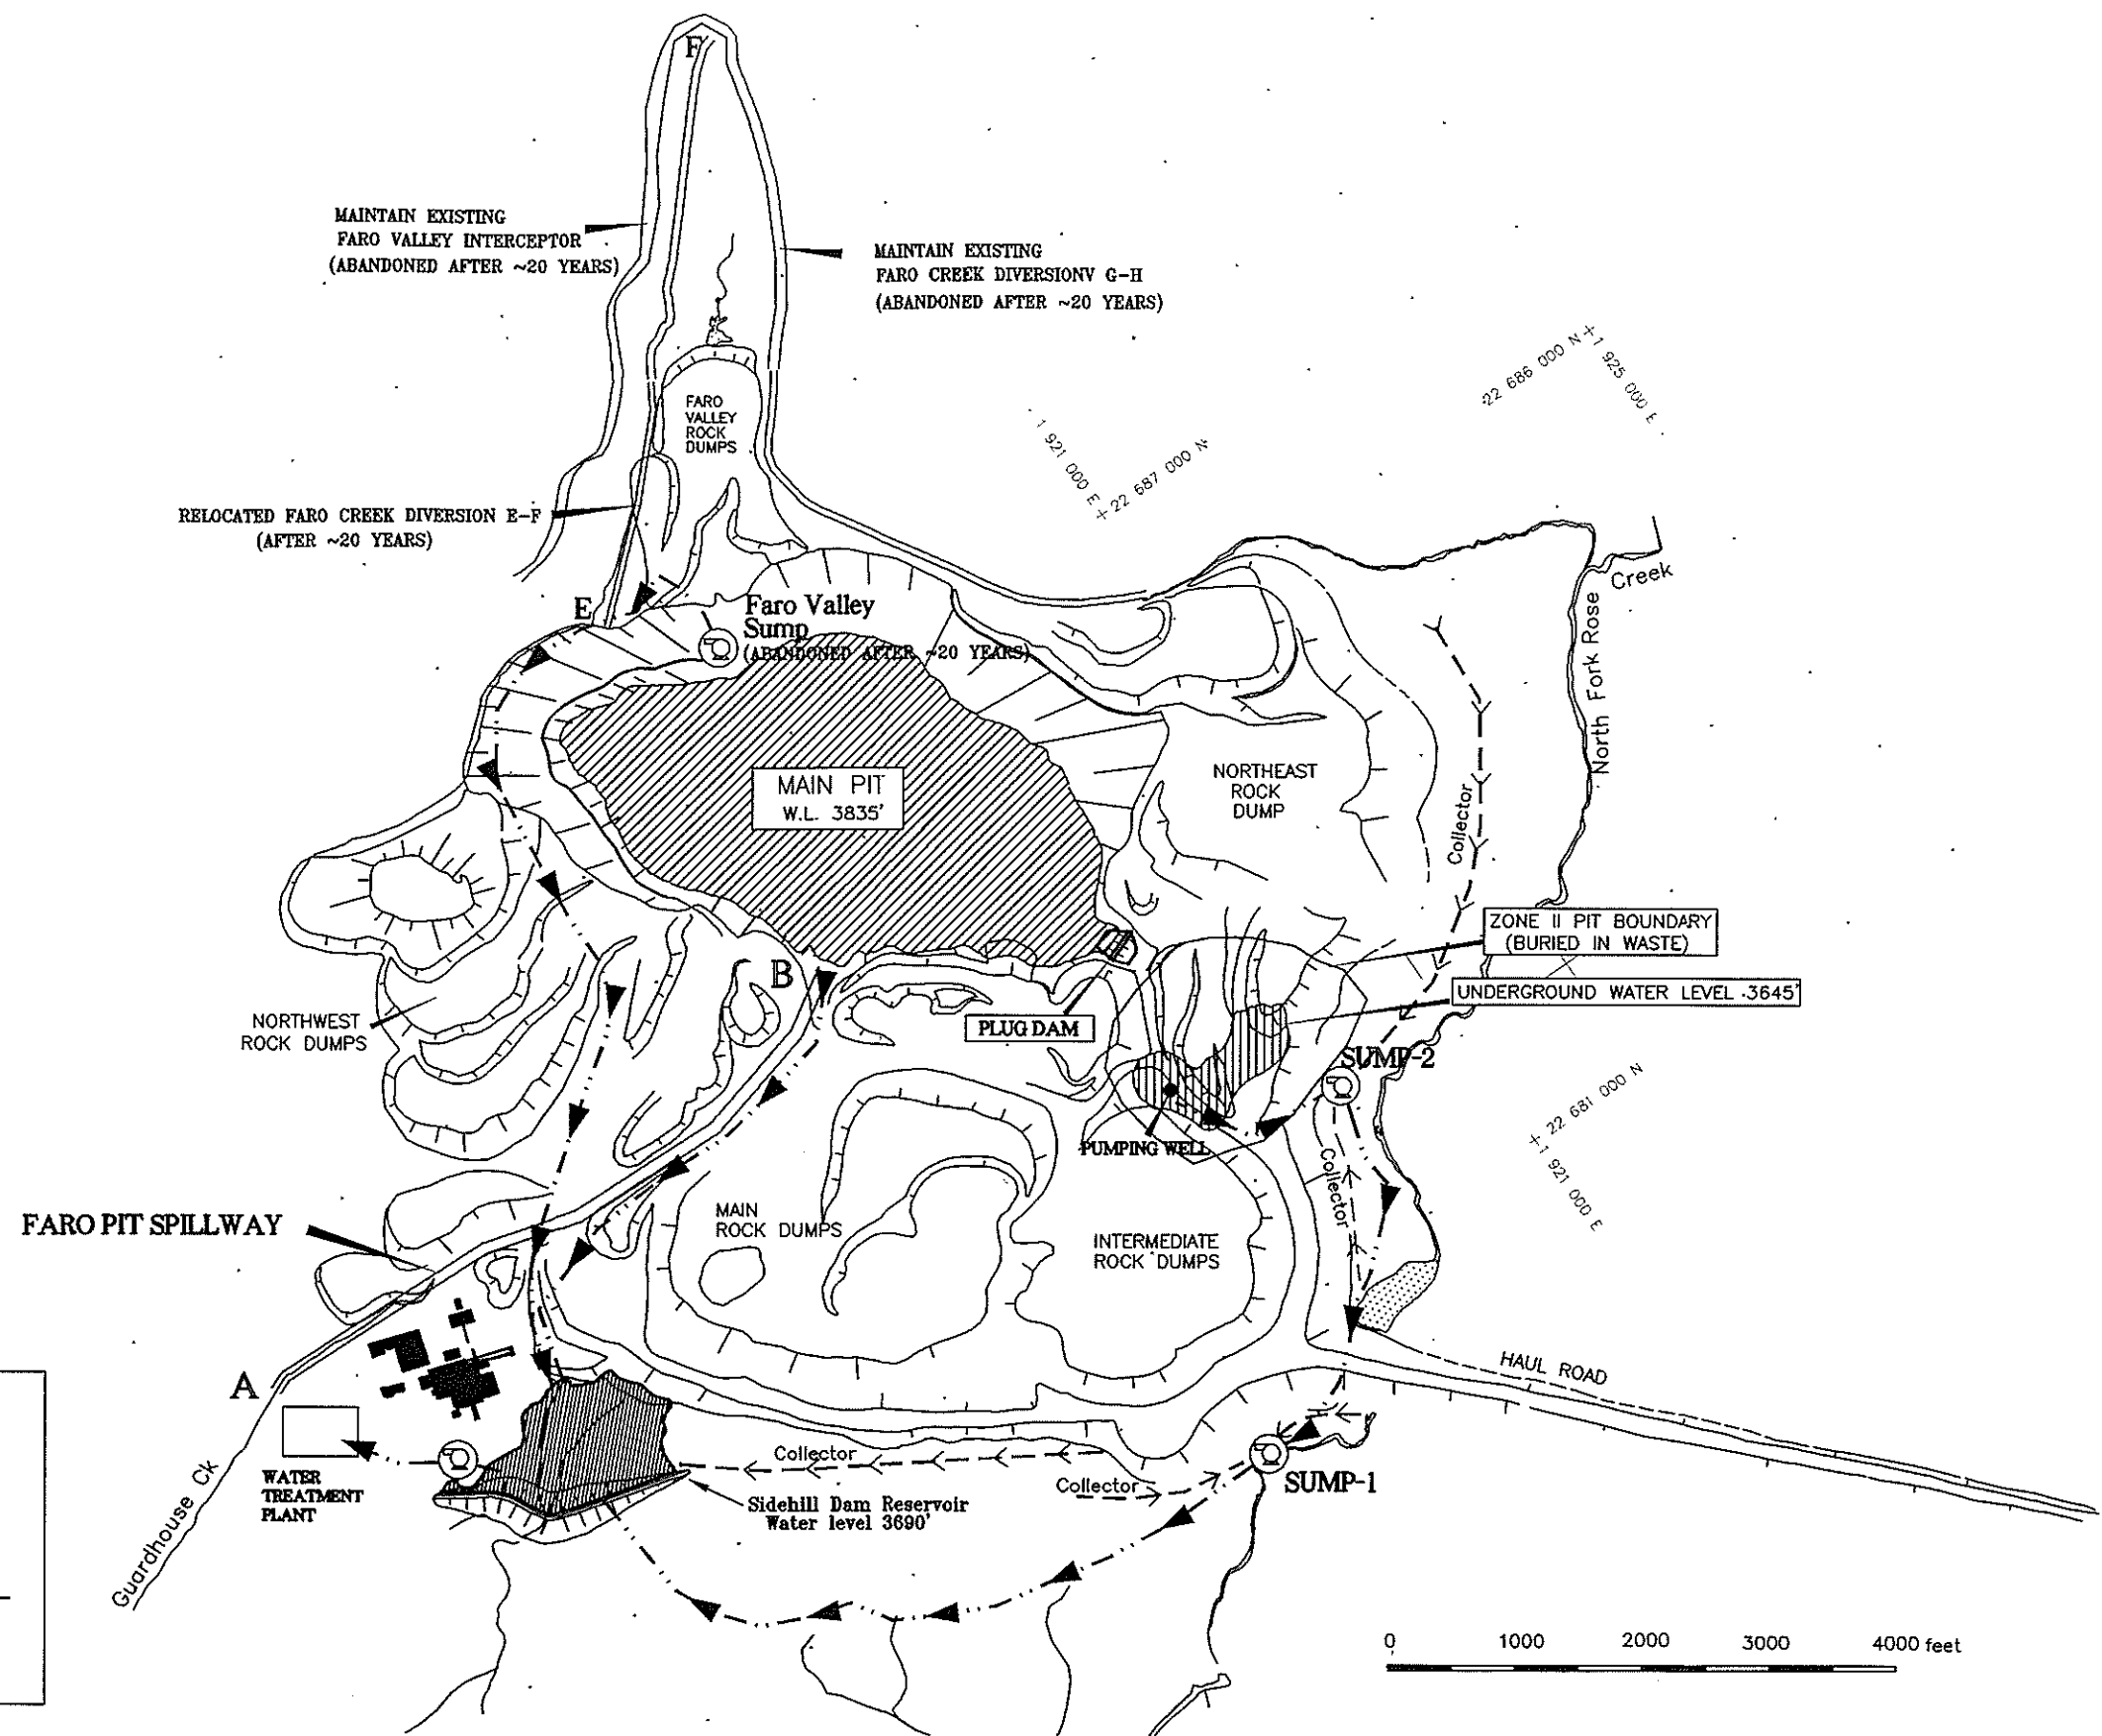 F
MAINTAIN EXISTING
FARO VALLEY INTERCEPTOR
(ABANDONED AFTER ~20 YEARS)
MAINTAIN EXISTING
FARO CREEK DIVERSIONV G-H
(ABANDONED AFTER ~20 YEARS)
22 686 000 N
1 925 000 E
FARO
VALLEY
ROCK
DUMPS
1 921 000 E
22 687 000 N
RELOCATED FARO CREEK DIVERSION E-F
(AFTER ~20 YEARS)
E
Faro Valley
Sump
(ABANDONED AFTER ~20 YEARS)
North Fork Rose
Creek
MAIN PIT
W.L. 3835'
NORTHEAST
ROCK
DUMP
Collector
ZONE II PIT BOUNDARY
(BURIED IN WASTE)
UNDERGROUND WATER LEVEL 3645'
B
NORTHWEST
ROCK DUMPS
PLUG DAM
SUMP-2
PUMPING WELL
22 681 000 N
1 921 000 E
Collector
FARO PIT SPILLWAY
MAIN
ROCK DUMPS
INTERMEDIATE
ROCK DUMPS
HAUL ROAD
A
Guardhouse Ck
WATER
TREATMENT
PLANT
Collector
Collector
SUMP-1
Sidehill Dam Reservoir
Water level 3690'
0 1000 2000 3000 4000 feet